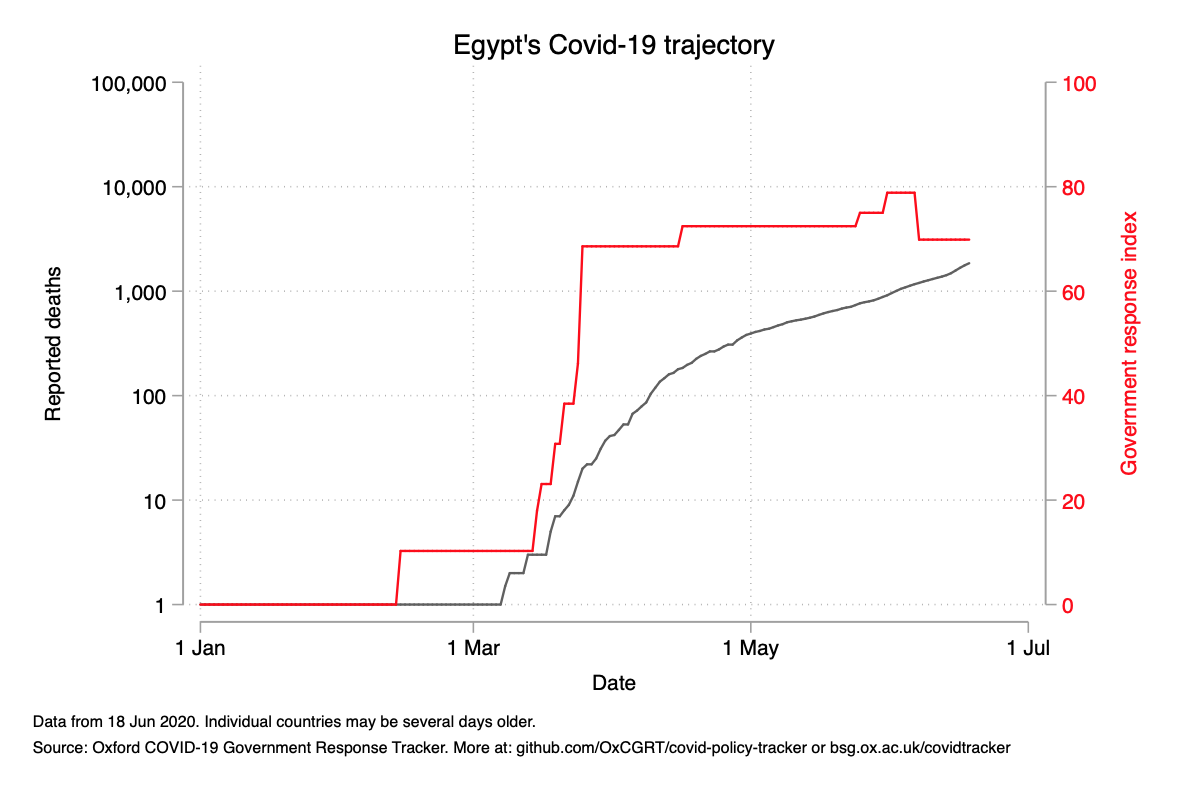 Egypt's Covid-19 trajectory
100,000
10,000
1,000
100
10
1
Reported deaths
100
80
60
40
20
0
Government response index
1 Jan
1 Mar
1 May
1 Jul
Date
Data from 18 Jun 2020. Individual countries may be several days older.
Source: Oxford COVID-19 Government Response Tracker. More at: github.com/OxCGRT/covid-policy-tracker or bsg.ox.ac.uk/covidtracker